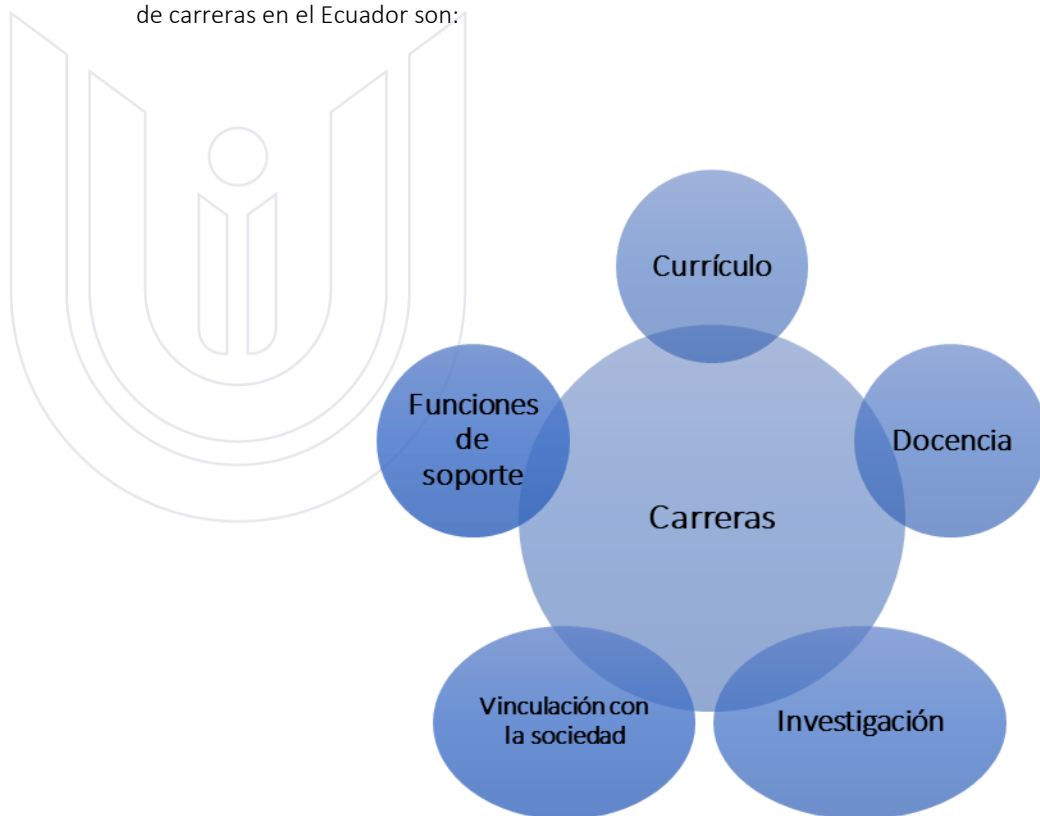 de carreras en el Ecuador son:
Currículo
Funciones
de
soporte
Docencia
Carreras
Vinculación con
la sociedad
Investigación